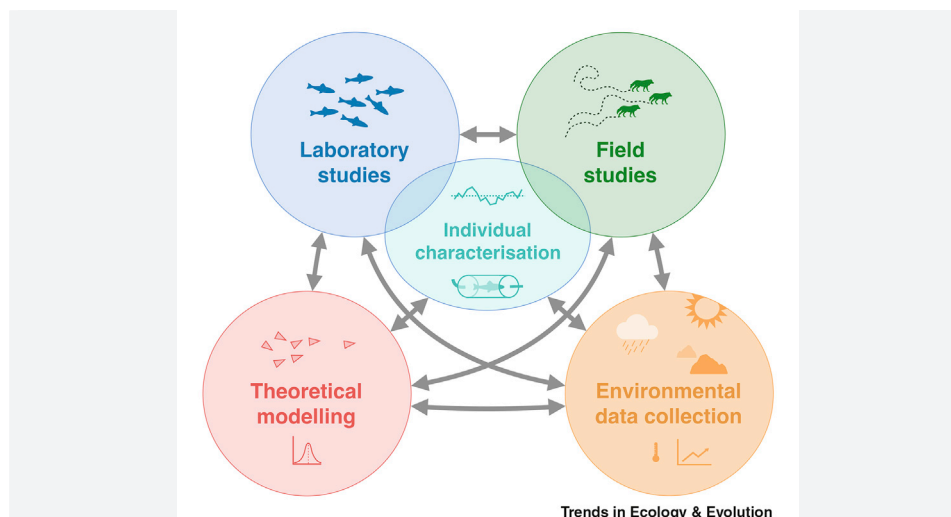 Laboratory
studies
Field
studies
Individual
characterisation
Theoretical
modelling
Environmental
data collection
Trends in Ecology & Evolution